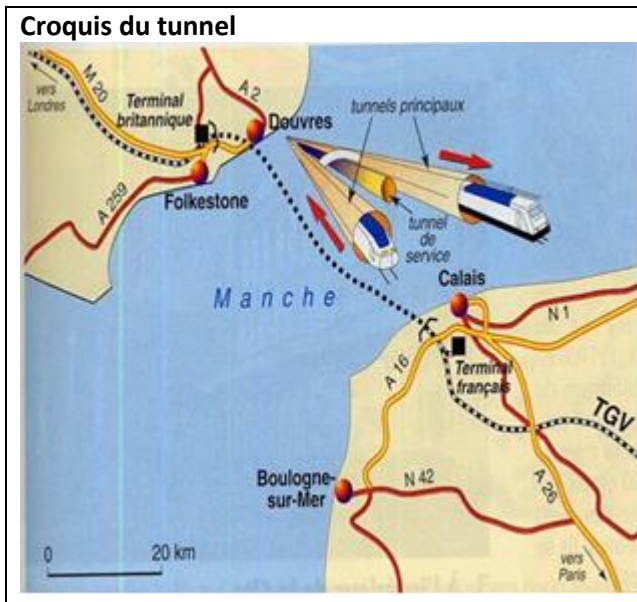 Croquis du tunnel
vers
Londres
M 20
A 2
Terminal
britannique
Douvres
tunnels principaux
Folkestone
A 259
tunnel
de
service
Calais
Manche
N 1
A 16
Terminal
français
TGV
Boulogne-
sur-Mer
N 42
A 26
0
20 km
vers
Paris